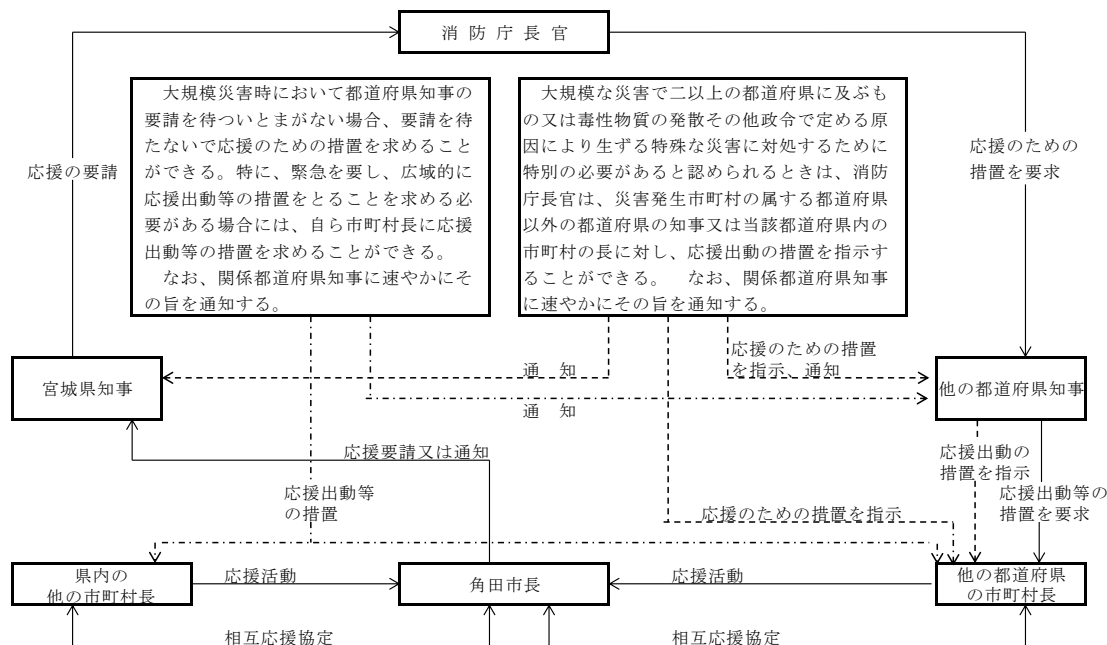 消 防 庁 長 官
大規模災害時において都道府県知事の
要請を待ついとまがない場合、要請を待
たないで応援のための措置を求めること
ができる。特に、緊急を要し、広域的に
応援出動等の措置をとることを求める必
要がある場合には、自ら市町村長に応援
出動等の措置を求めることができる。
なお、関係都道府県知事に速やかにそ
の旨を通知する。
大規模な災害で二以上の都道府県に及ぶも
の又は毒性物質の発散その他政令で定める原
因により生ずる特殊な災害に対処するために
特別の必要があると認められるときは、消防
庁長官は、災害発生市町村の属する都道府県
以外の都道府県の知事又は当該都道府県内の
市町村の長に対し、応援出動の措置を指示す
ることができる。 なお、関係都道府県知事
に速やかにその旨を通知する。
応援の要請
応援のための
措置を要求
宮城県知事
通 知
応援のための措置
を指示、通知
通 知
他の都道府県知事
応援要請又は通知
応援出動の
措置を指示
応援出動等
の措置
応援出動等の
措置を要求
応援のための措置を指示
県内の
他の市町村長
応援活動
角田市長
応援活動
他の都道府県
の市町村長
相互応援協定
相互応援協定